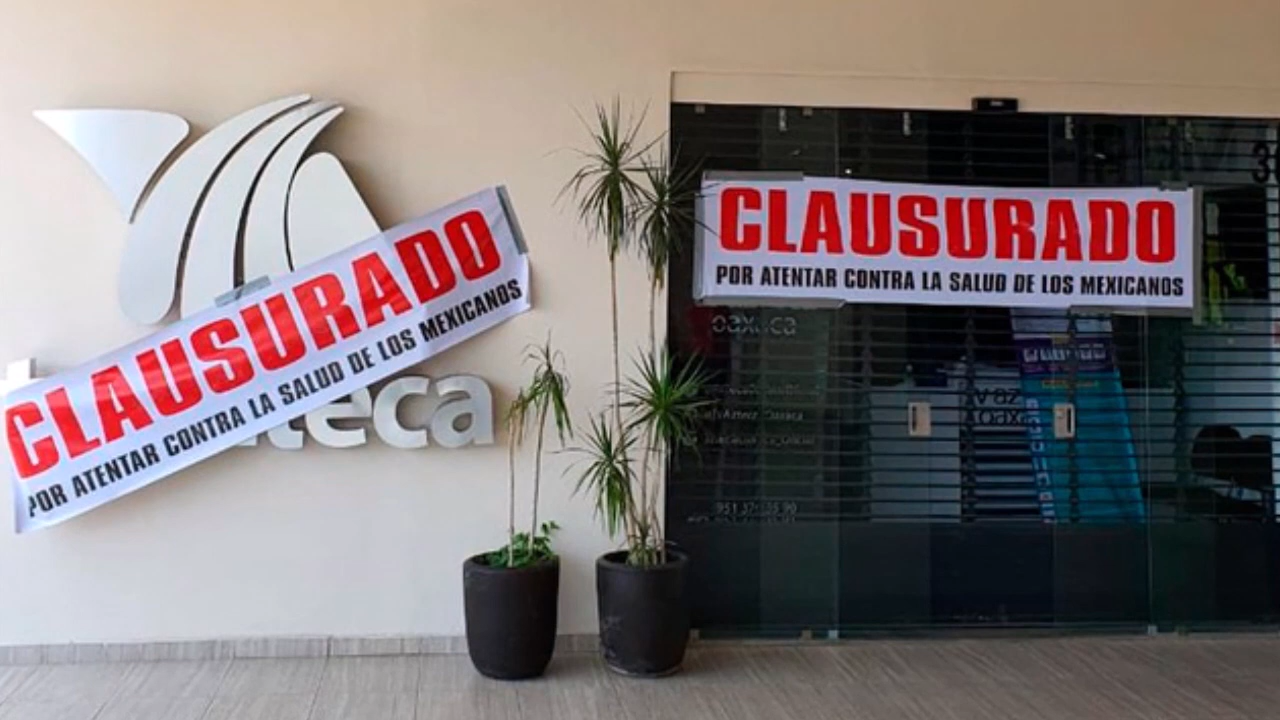 CLAUSURADO
POR ATENTAR CONTRA LA SALUD DE LOS MEXICANOS
teca
CLAUSURADO
POR ATENTAR CONTRA LA SALUD DE LOS MEXICANOS
oaxaca